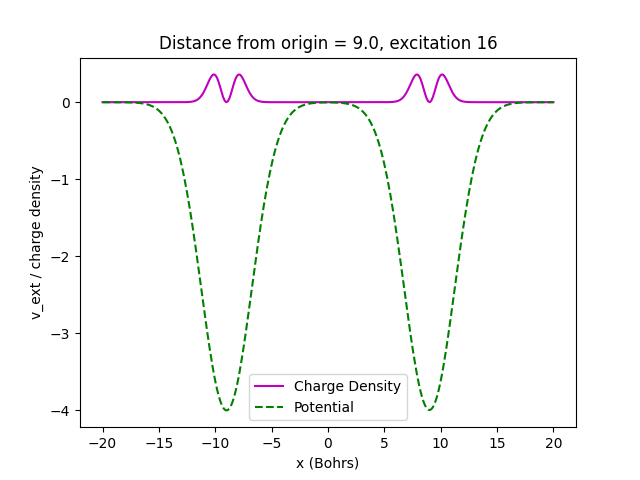 Distance from origin = 9.0, excitation 16
v_ext / charge density
0
−1
−2
−3
−4
Charge Density
Potential
−20
−15
−10
−5
0
5
10
15
20
x (Bohrs)